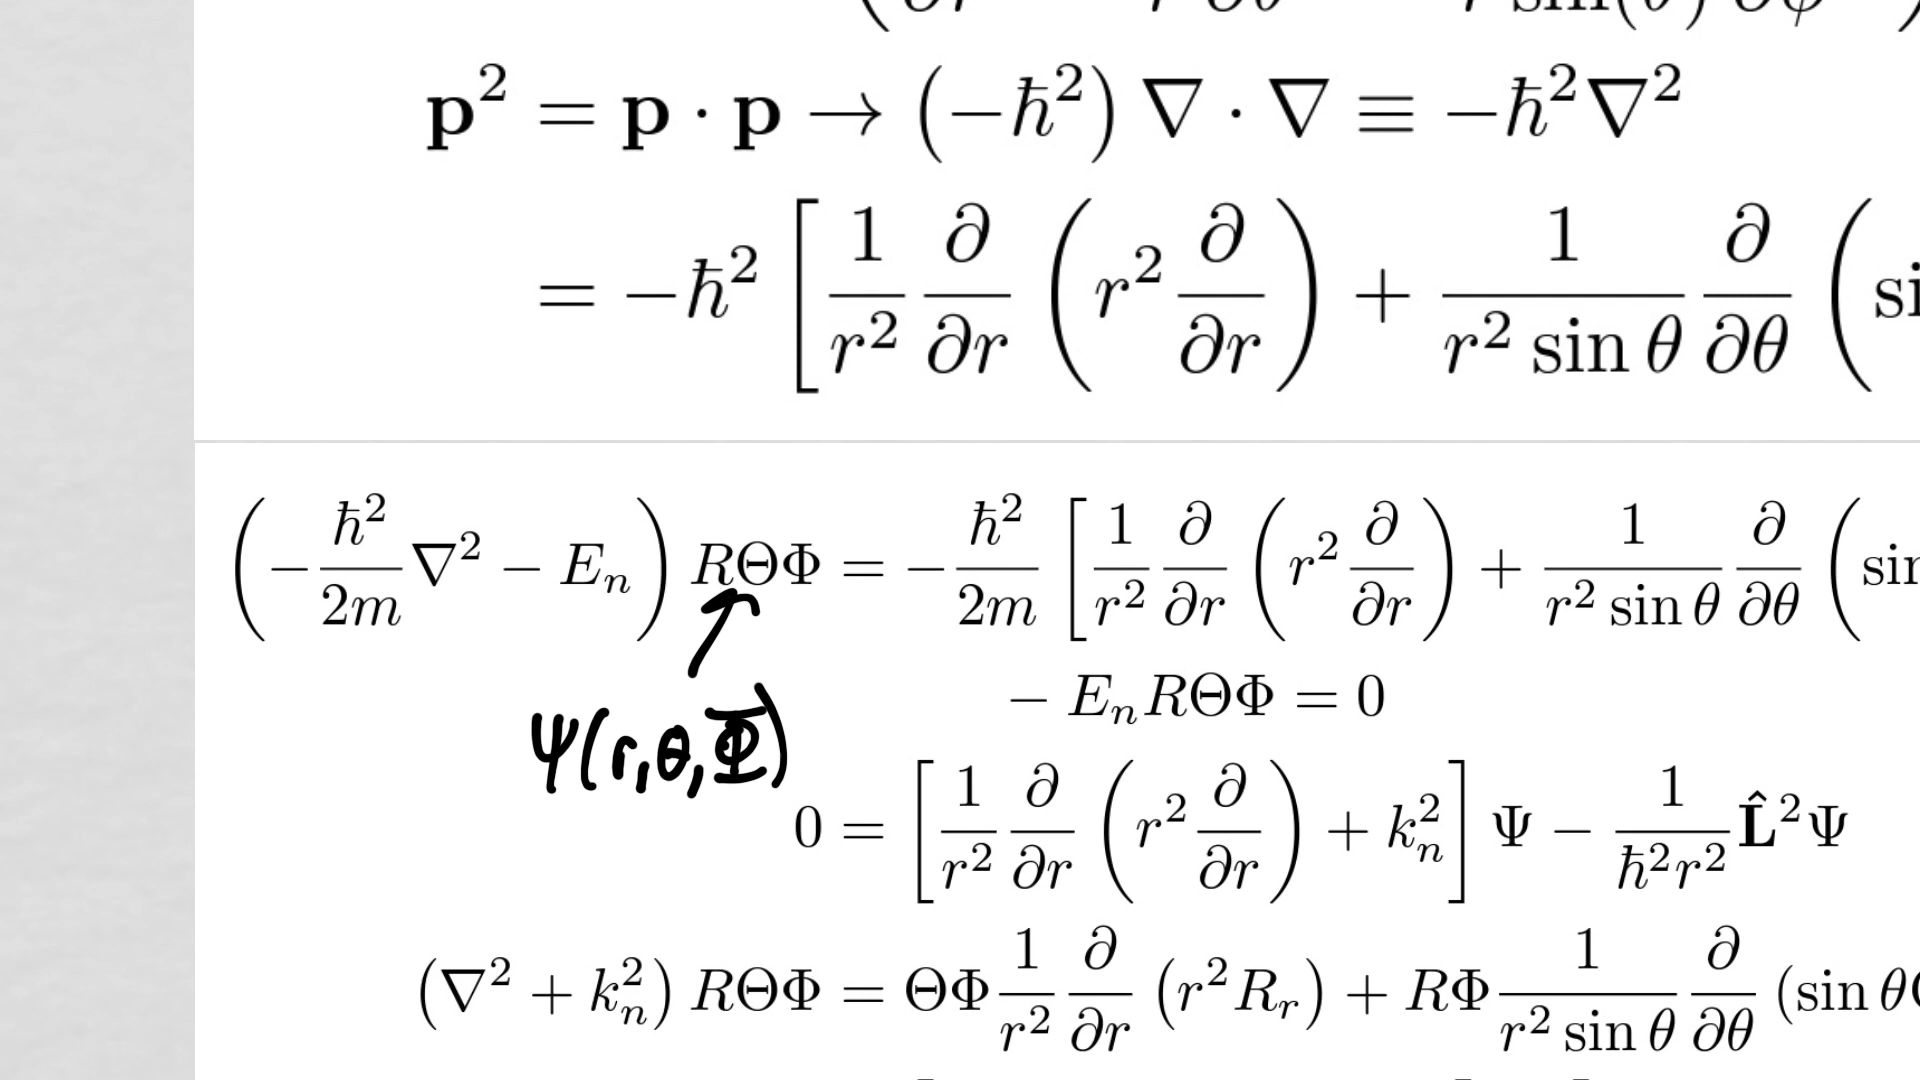 p² = p · p → (−ħ²) ∇ · ∇ ≡ −ħ²∇²
= −ħ² [ 1/r² ∂/∂r ( r² ∂/∂r ) + 1/(r² sin θ) ∂/∂θ (
( −ħ²/2m ∇² − Eₙ ) RΘΦ = −ħ²/2m [ 1/r² ∂/∂r ( r² ∂/∂r ) + 1/(r² sin θ) ∂/∂θ ( sin
− EₙRΘΦ = 0
Ψ(r,θ,Φ)
0 = [ 1/r² ∂/∂r ( r² ∂/∂r ) + kₙ² ] Ψ − 1/(ħ²r²) L̂²Ψ
(∇² + kₙ²) RΘΦ = ΘΦ 1/r² ∂/∂r (r²Rᵣ) + RΦ 1/(r² sin θ) ∂/∂θ (sin θ